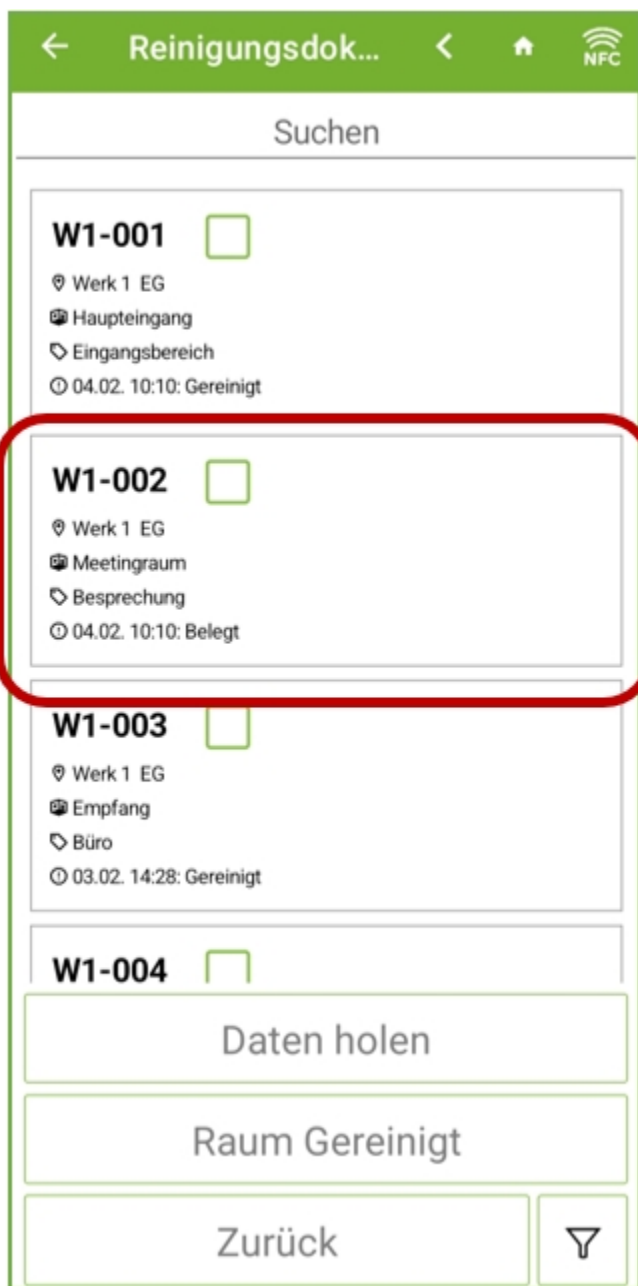 Reinigungsdok...
NFC
Suchen
W1-001
Werk 1 EG
Haupteingang
Eingangsbereich
04.02. 10:10: Gereinigt
W1-002
Werk 1 EG
Meetingraum
Besprechung
04.02. 10:10: Belegt
W1-003
Werk 1 EG
Empfang
Büro
03.02. 14:28: Gereinigt
W1-004
Daten holen
Raum Gereinigt
Zurück